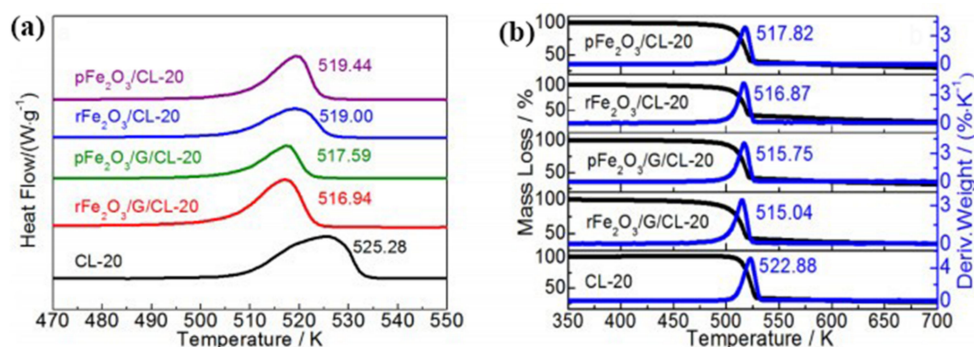 (a)
Heat Flow/(W·g⁻¹)
pFe₂O₃/CL-20
519.44
rFe₂O₃/CL-20
519.00
pFe₂O₃/G/CL-20
517.59
rFe₂O₃/G/CL-20
516.94
CL-20
525.28
470 480 490 500 510 520 530 540 550
Temperature / K
(b)
Mass Loss / %
Deriv.Weight / (%·K⁻¹)
100
50
pFe₂O₃/CL-20
517.82
3
0
100
50
rFe₂O₃/CL-20
516.87
3
0
100
50
pFe₂O₃/G/CL-20
515.75
3
0
100
50
rFe₂O₃/G/CL-20
515.04
3
0
100
50
CL-20
522.88
4
0
350 400 450 500 550 600 650 700
Temperature / K